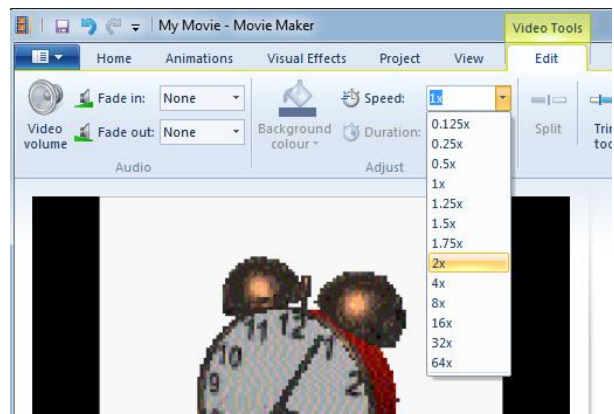 My Movie - Movie Maker
Video Tools
Home Animations Visual Effects Project View Edit
Fade in: None
Speed: 1x
Video volume
Fade out: None
Background colour
Duration:
Split
Audio
Adjust
0.125x
0.25x
0.5x
1x
1.25x
1.5x
1.75x
2x
4x
8x
16x
32x
64x
11 12 1
10 2
9